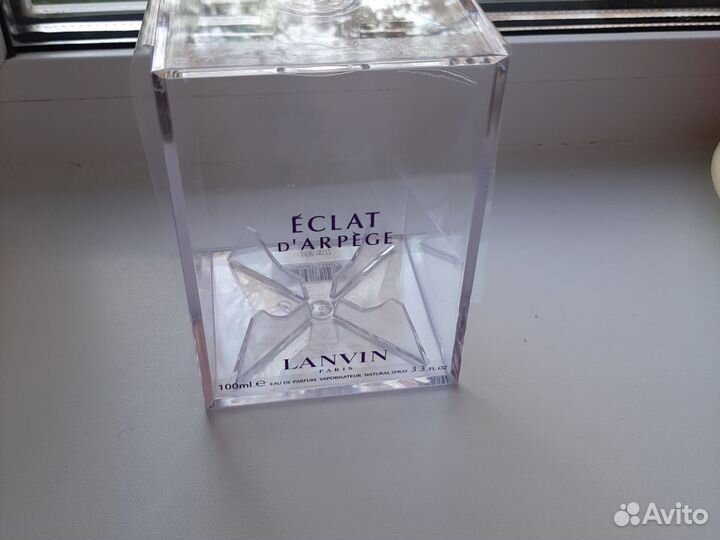 ÉCLAT
D'ARPÈGE
LANVIN
PARIS
100ml e EAU DE PARFUM VAPORISATEUR NATURAL SPRAY 3.3 FL.OZ
Avito